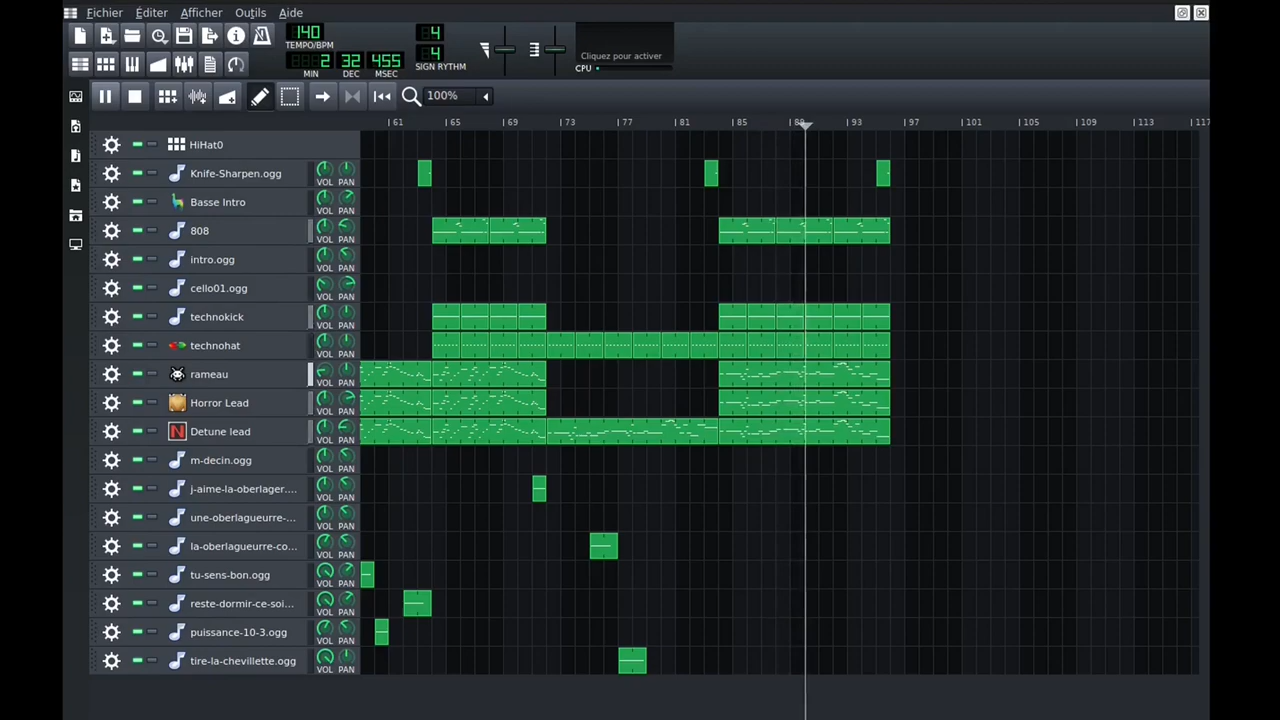 Fichier Éditer Afficher Outils Aide
140
TEMPO/BPM
2 32 455
MIN DEC MSEC
4
4
SIGN RYTHM
Cliquez pour activer
CPU
100%
61 65 69 73 77 81 85 89 93 97 101 105 109 113 117
HiHat0
Knife-Sharpen.ogg VOL PAN
Basse Intro VOL PAN
808 VOL PAN
intro.ogg VOL PAN
cello01.ogg VOL PAN
technokick VOL PAN
technohat VOL PAN
rameau VOL PAN
Horror Lead VOL PAN
N Detune lead VOL PAN
m-decin.ogg VOL PAN
j-aime-la-oberlager.... VOL PAN
une-oberlagueurre-... VOL PAN
la-oberlagueurre-co... VOL PAN
tu-sens-bon.ogg VOL PAN
reste-dormir-ce-soi... VOL PAN
puissance-10-3.ogg VOL PAN
tire-la-chevillette.ogg VOL PAN